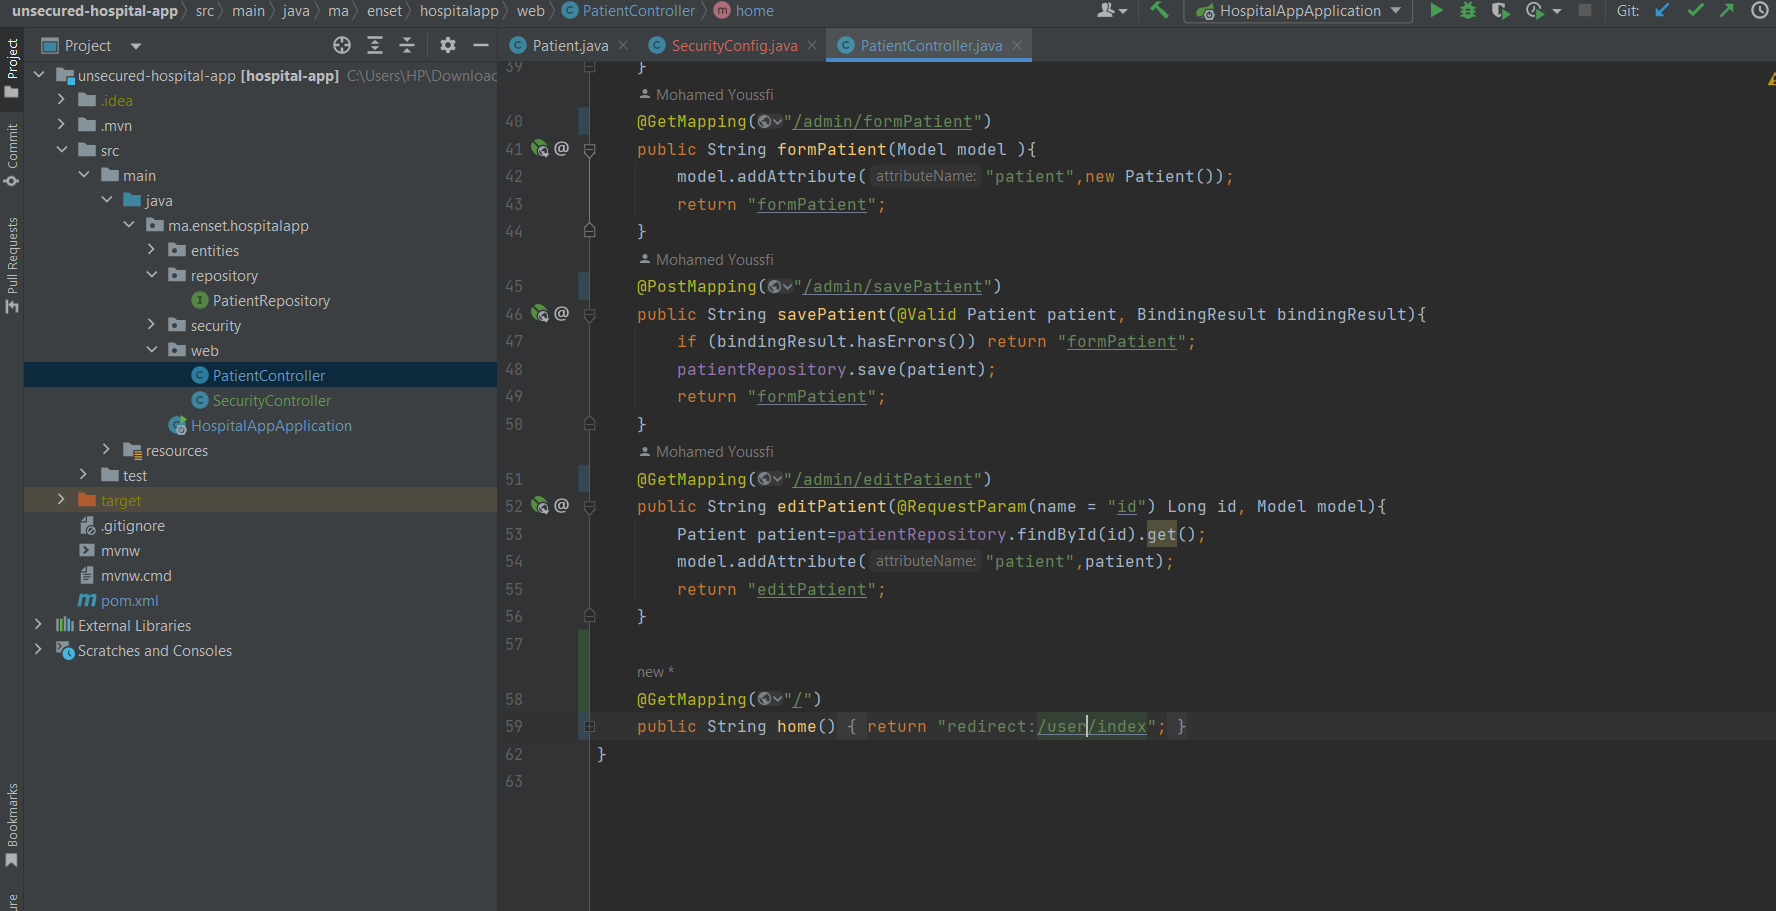 unsecured-hospital-app src main java ma enset hospitalapp web PatientController home
HospitalAppApplication Git:
Project
Patient.java SecurityConfig.java PatientController.java
Project
Commit
Pull Requests
Bookmarks
unsecured-hospital-app [hospital-app] C:\Users\HP\Downloac
.idea
.mvn
src
main
java
ma.enset.hospitalapp
entities
repository
PatientRepository
security
web
PatientController
SecurityController
HospitalAppApplication
resources
test
target
.gitignore
mvnw
mvnw.cmd
pom.xml
External Libraries
Scratches and Consoles
39 }
Mohamed Youssfi
40 @GetMapping("/admin/formPatient")
41 public String formPatient(Model model ){
42 model.addAttribute( attributeName: "patient",new Patient());
43 return "formPatient";
44 }
Mohamed Youssfi
45 @PostMapping("/admin/savePatient")
46 public String savePatient(@Valid Patient patient, BindingResult bindingResult){
47 if (bindingResult.hasErrors()) return "formPatient";
48 patientRepository.save(patient);
49 return "formPatient";
50 }
Mohamed Youssfi
51 @GetMapping("/admin/editPatient")
52 public String editPatient(@RequestParam(name = "id") Long id, Model model){
53 Patient patient=patientRepository.findById(id).get();
54 model.addAttribute( attributeName: "patient",patient);
55 return "editPatient";
56 }
57
new *
58 @GetMapping("/")
59 public String home() { return "redirect:/user/index"; }
62 }
63